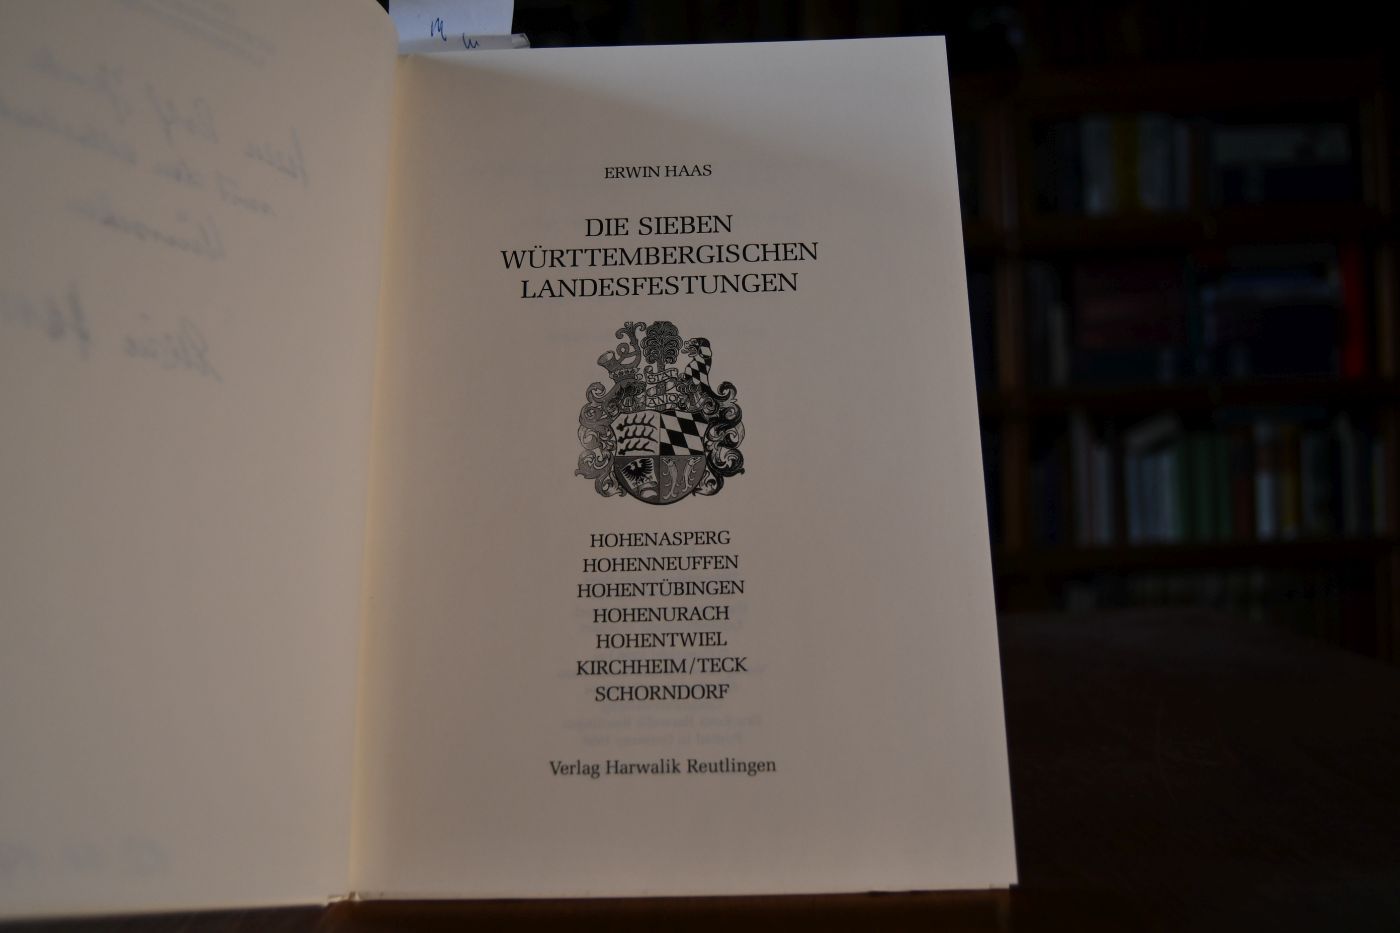 ERWIN HAAS
DIE SIEBEN
WÜRTTEMBERGISCHEN
LANDESFESTUNGEN
HOHENASPERG
HOHENNEUFFEN
HOHENTÜBINGEN
HOHENURACH
HOHENTWIEL
KIRCHHEIM/TECK
SCHORNDORF
Verlag Harwalik Reutlingen